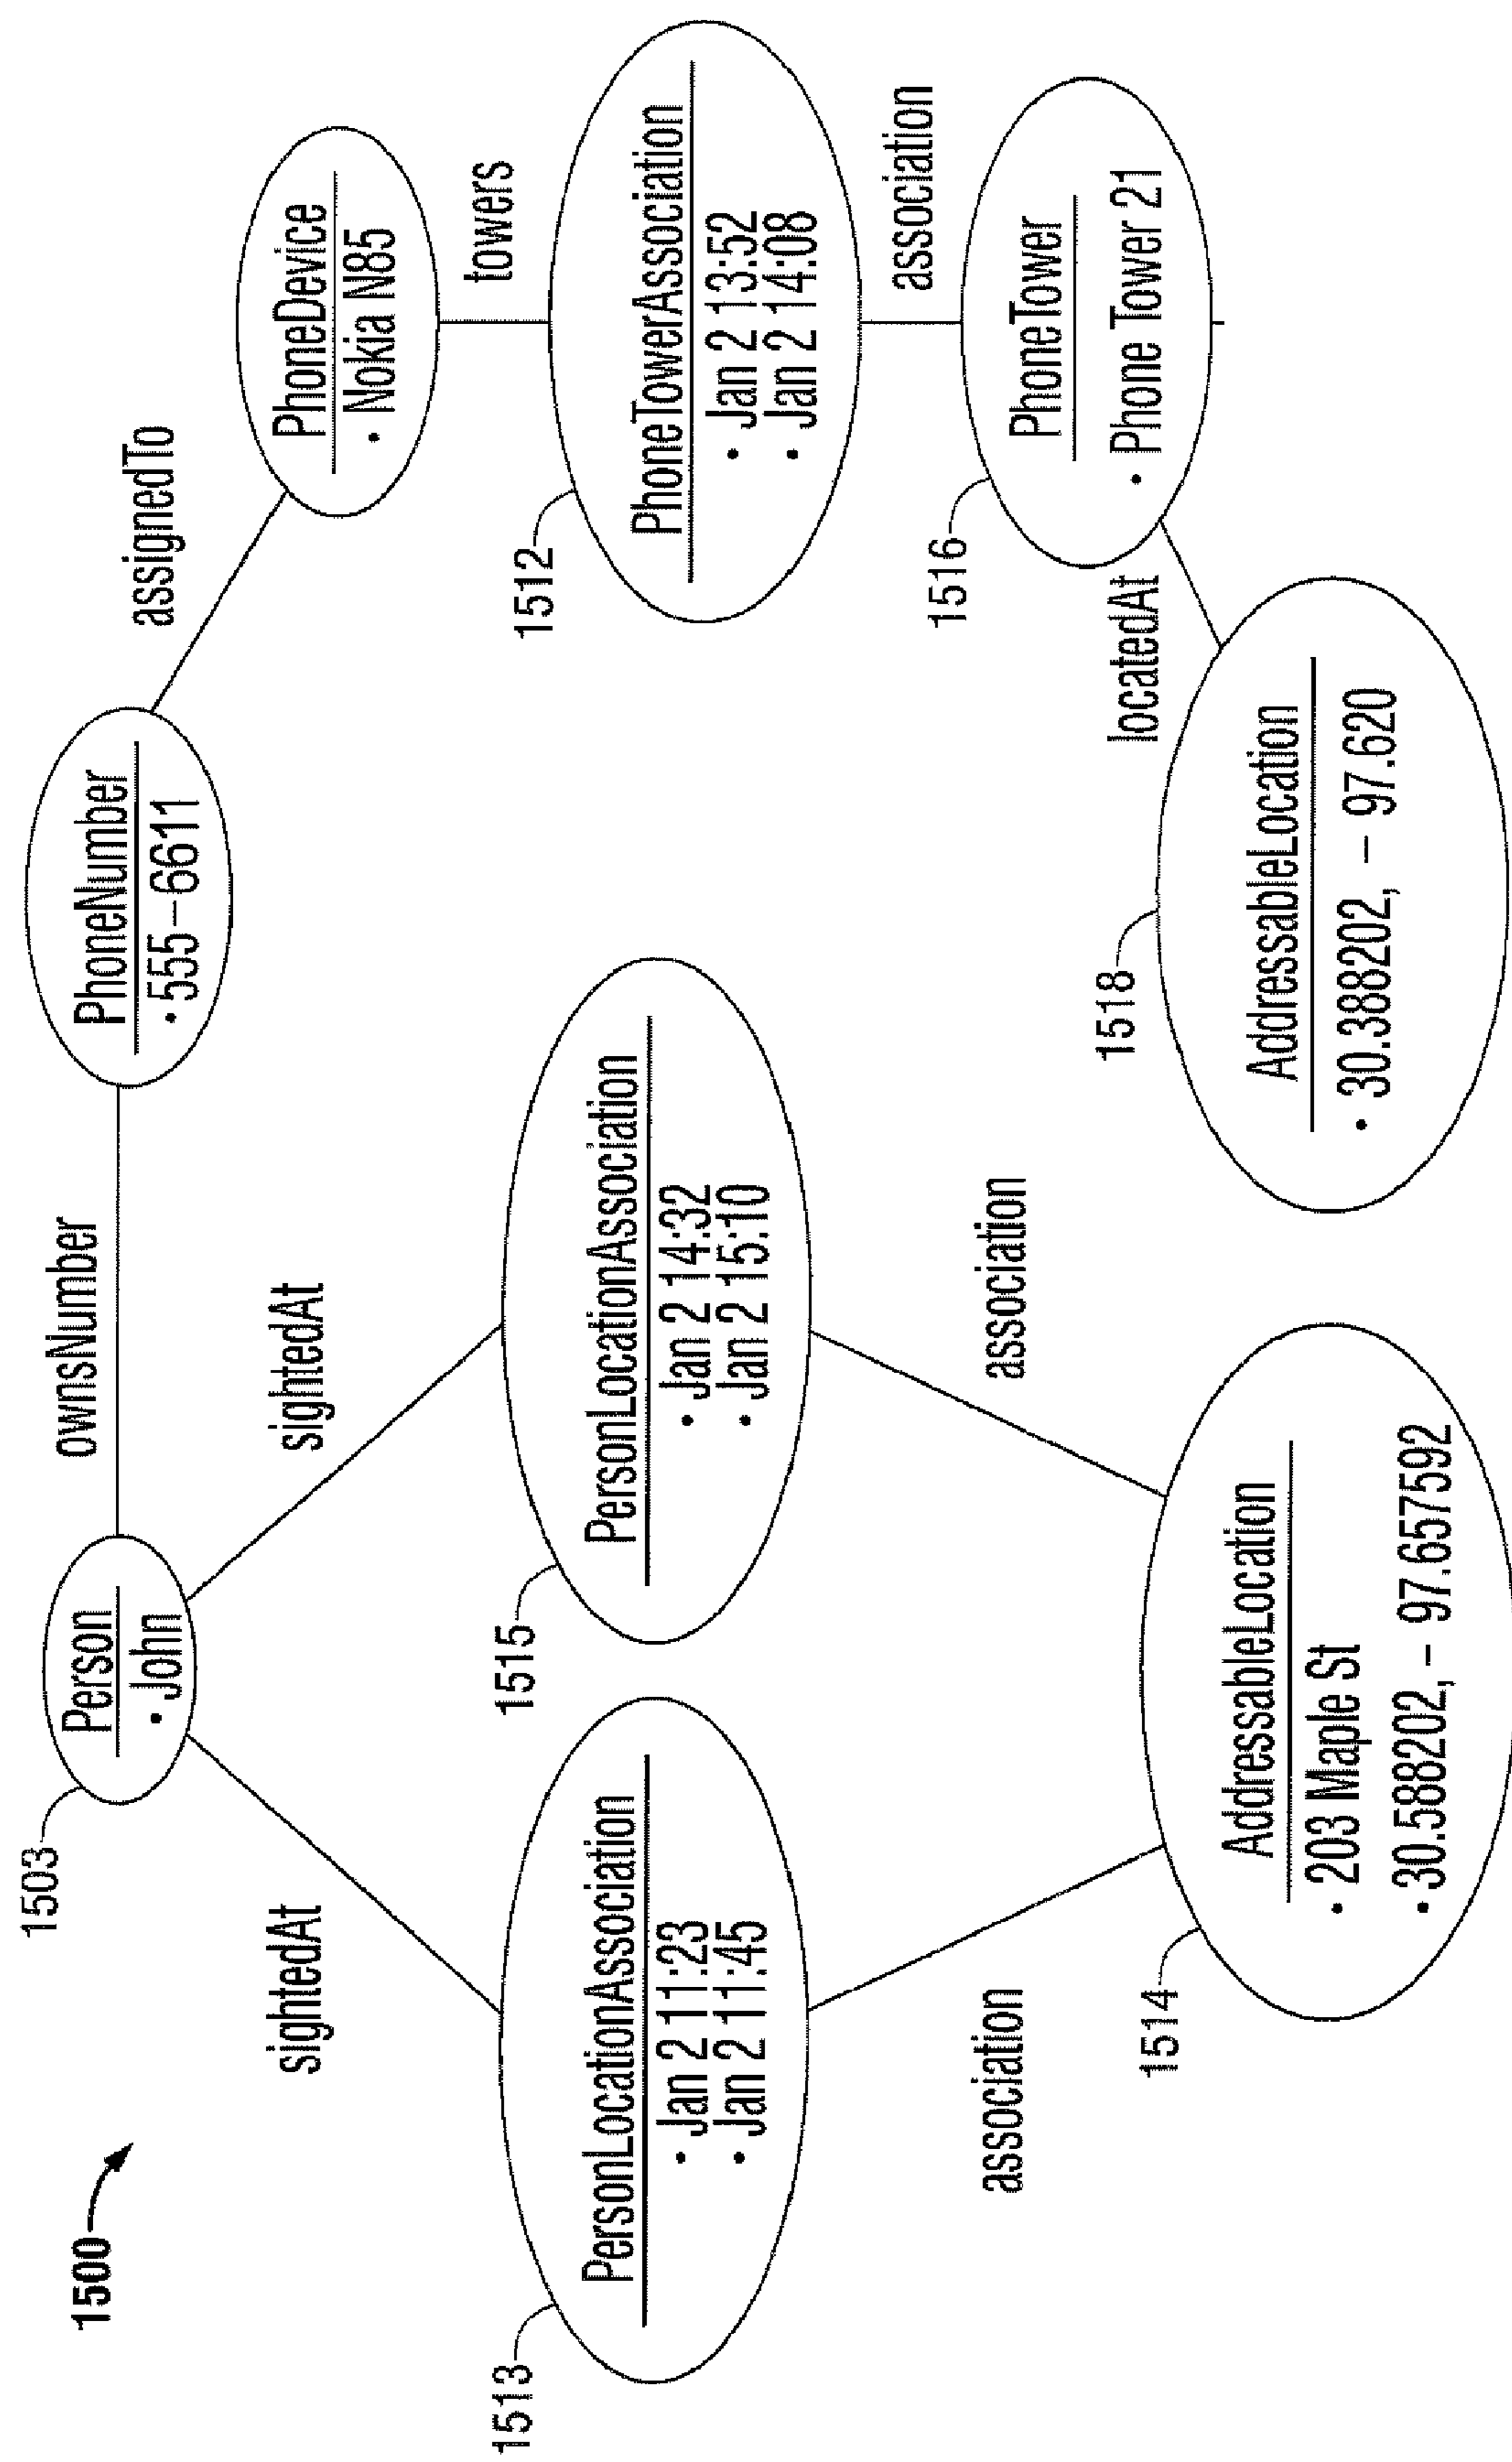 1500
1503
Person
• John
ownsNumber
PhoneNumber
• 555-6611
assignedTo
PhoneDevice
• Nokia N85
sightedAt
sightedAt
towers
1513
PersonLocationAssociation
• Jan 2 11:23
• Jan 2 11:45
1515
PersonLocationAssociation
• Jan 2 14:32
• Jan 2 15:10
1512
PhoneTowerAssociation
• Jan 2 13:52
• Jan 2 14:08
association
association
association
1514
AddressableLocation
• 203 Maple St
• 30.588202, – 97.657592
1518
AddressableLocation
• 30.388202, – 97.620
locatedAt
1516
PhoneTower
• Phone Tower 21